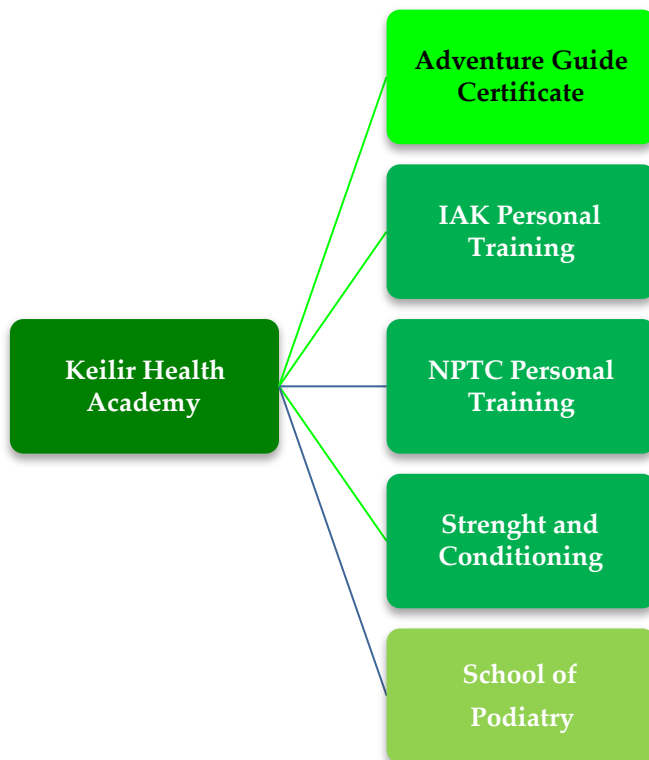 Adventure Guide
Certificate
IAK Personal
Training
Keilir Health
Academy
NPTC Personal
Training
Strenght and
Conditioning
School of
Podiatry